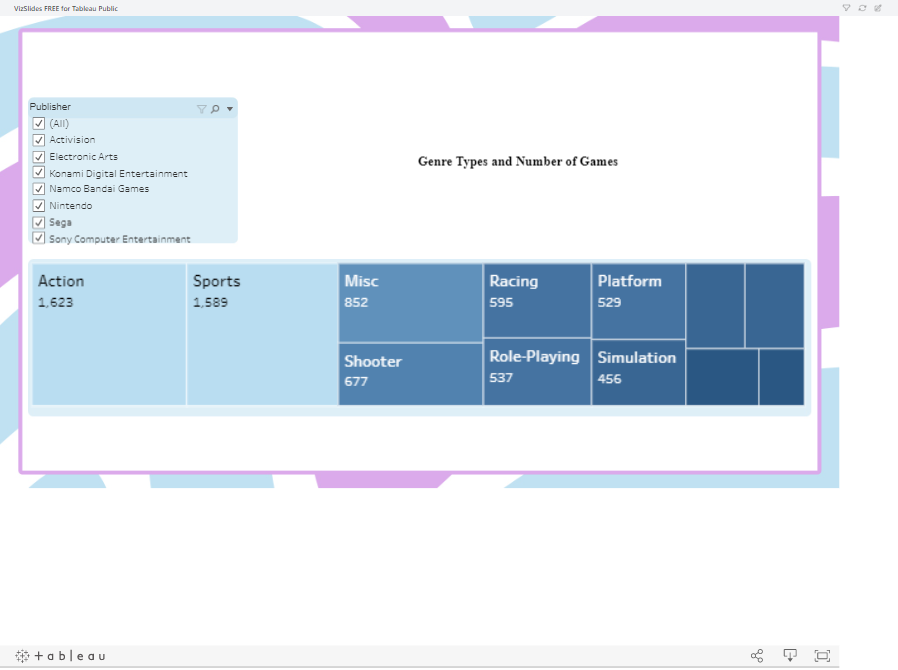 VizSlides FREE for Tableau Public
Publisher
(All)
Activision
Electronic Arts
Konami Digital Entertainment
Namco Bandai Games
Nintendo
Sega
Sony Computer Entertainment
Genre Types and Number of Games
Action
1,623
Sports
1,589
Misc
852
Shooter
677
Racing
595
Role-Playing
537
Platform
529
Simulation
456
+ableau